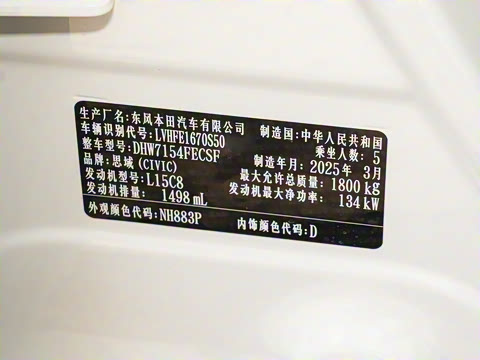 生产厂名:东风本田汽车有限公司 制造国:中华人民共和国
车辆识别代号:LVHFE1670S50 乘坐人数: 5
整车型号:DHW7154FECSF 制造年月: 2025年 3月
品牌: 思域 (CIVIC) 最大允许总质量: 1800 kg
发动机型号: L15C8 发动机最大净功率: 134 kW
发动机排量: 1498 mL
外观颜色代码: NH883P 内饰颜色代码: D